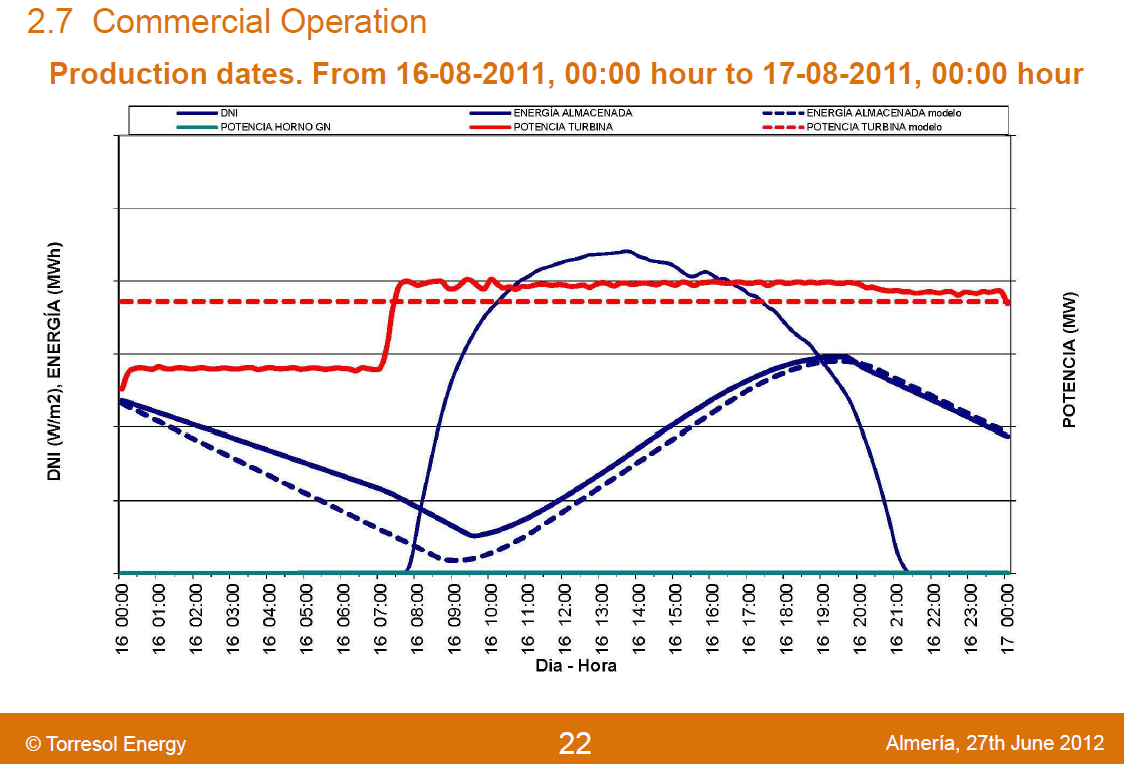 2.7 Commercial Operation
Production dates. From 16-08-2011, 00:00 hour to 17-08-2011, 00:00 hour
DNI ENERGÍA ALMACENADA ENERGÍA ALMACENADA modelo
POTENCIA HORNO GN POTENCIA TURBINA POTENCIA TURBINA modelo
DNI (W/m2), ENERGÍA (MWh)
POTENCIA (MW)
16 00:00
16 01:00
16 02:00
16 03:00
16 04:00
16 05:00
16 06:00
16 07:00
16 08:00
16 09:00
16 10:00
16 11:00
16 12:00
16 13:00
16 14:00
16 15:00
16 16:00
16 17:00
16 18:00
16 19:00
16 20:00
16 21:00
16 22:00
16 23:00
17 00:00
Dia - Hora
© Torresol Energy
22
Almería, 27th June 2012